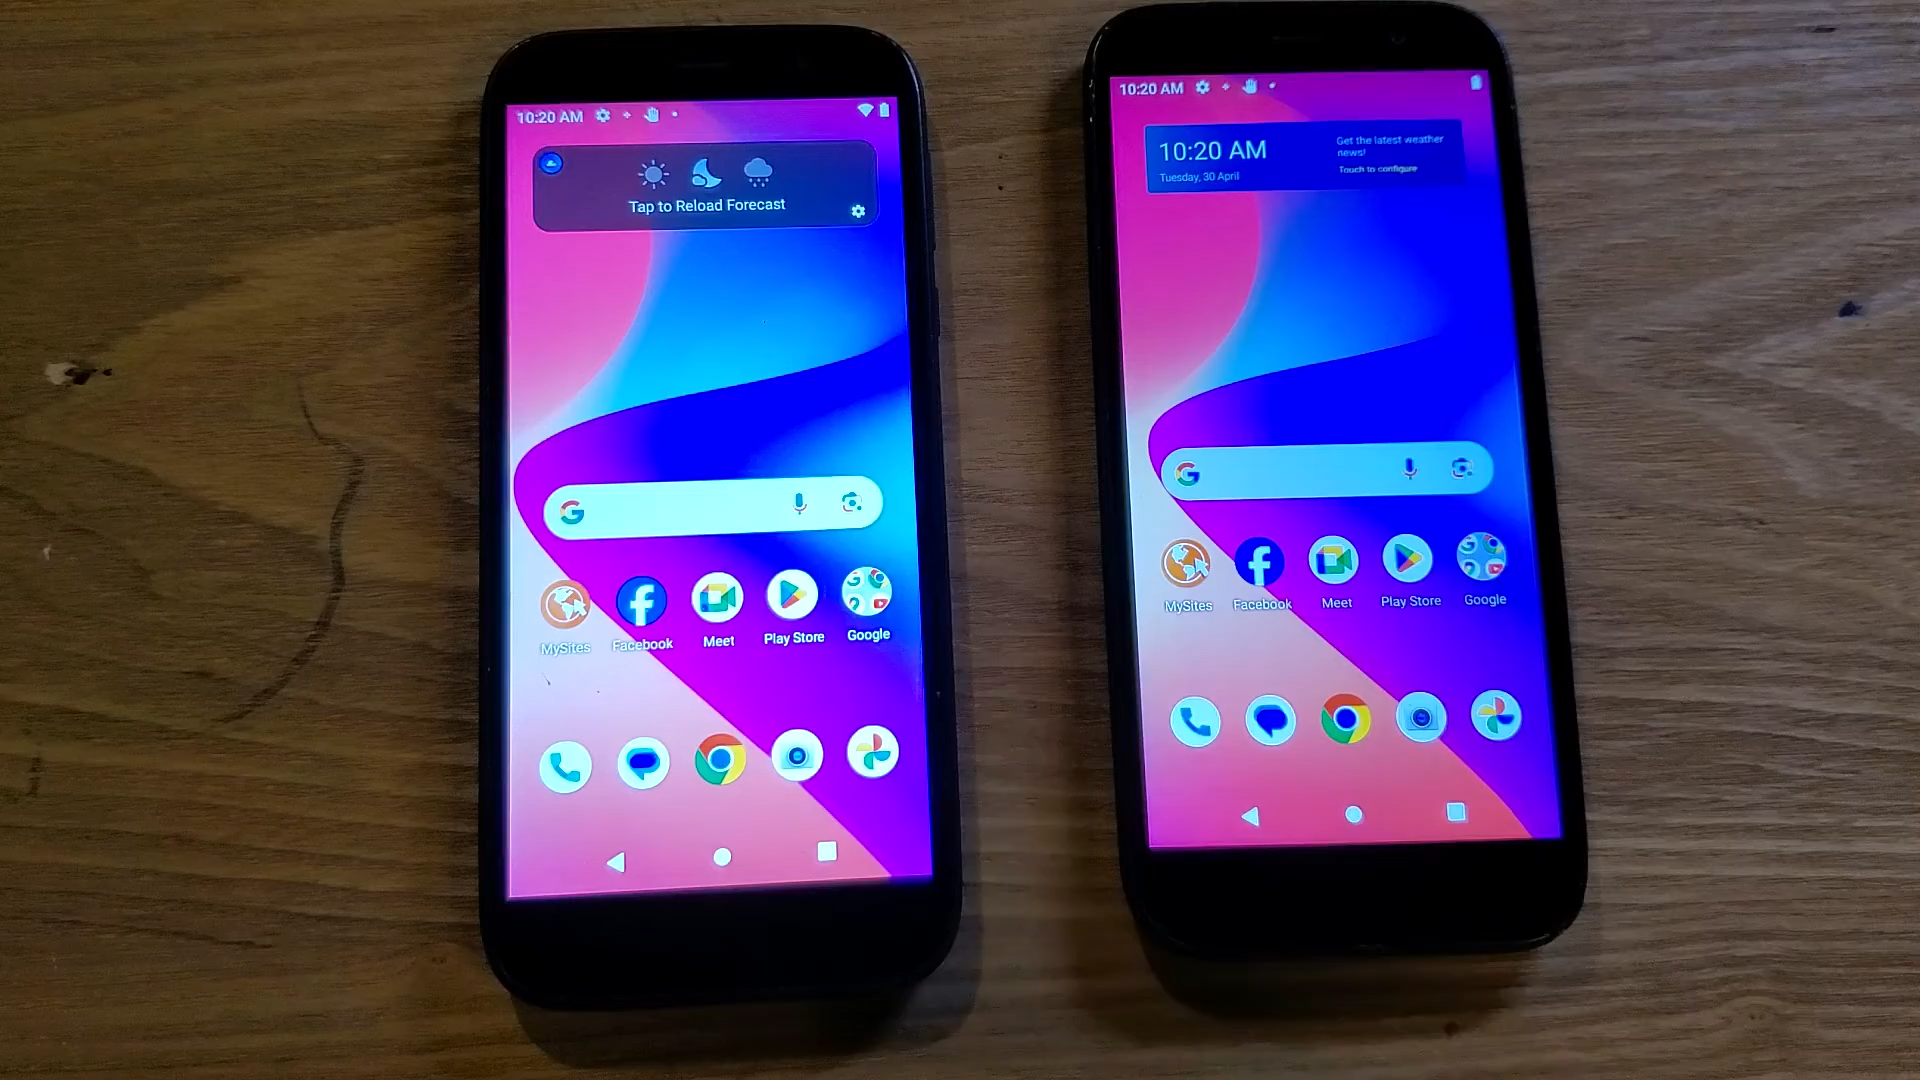 10:20 AM
Tap to Reload Forecast
MySites
Facebook
Meet
Play Store
Google
10:20 AM
10:20 AM
Tuesday, 30 April
Get the latest weather
news!
Touch to configure
MySites
Facebook
Meet
Play Store
Google